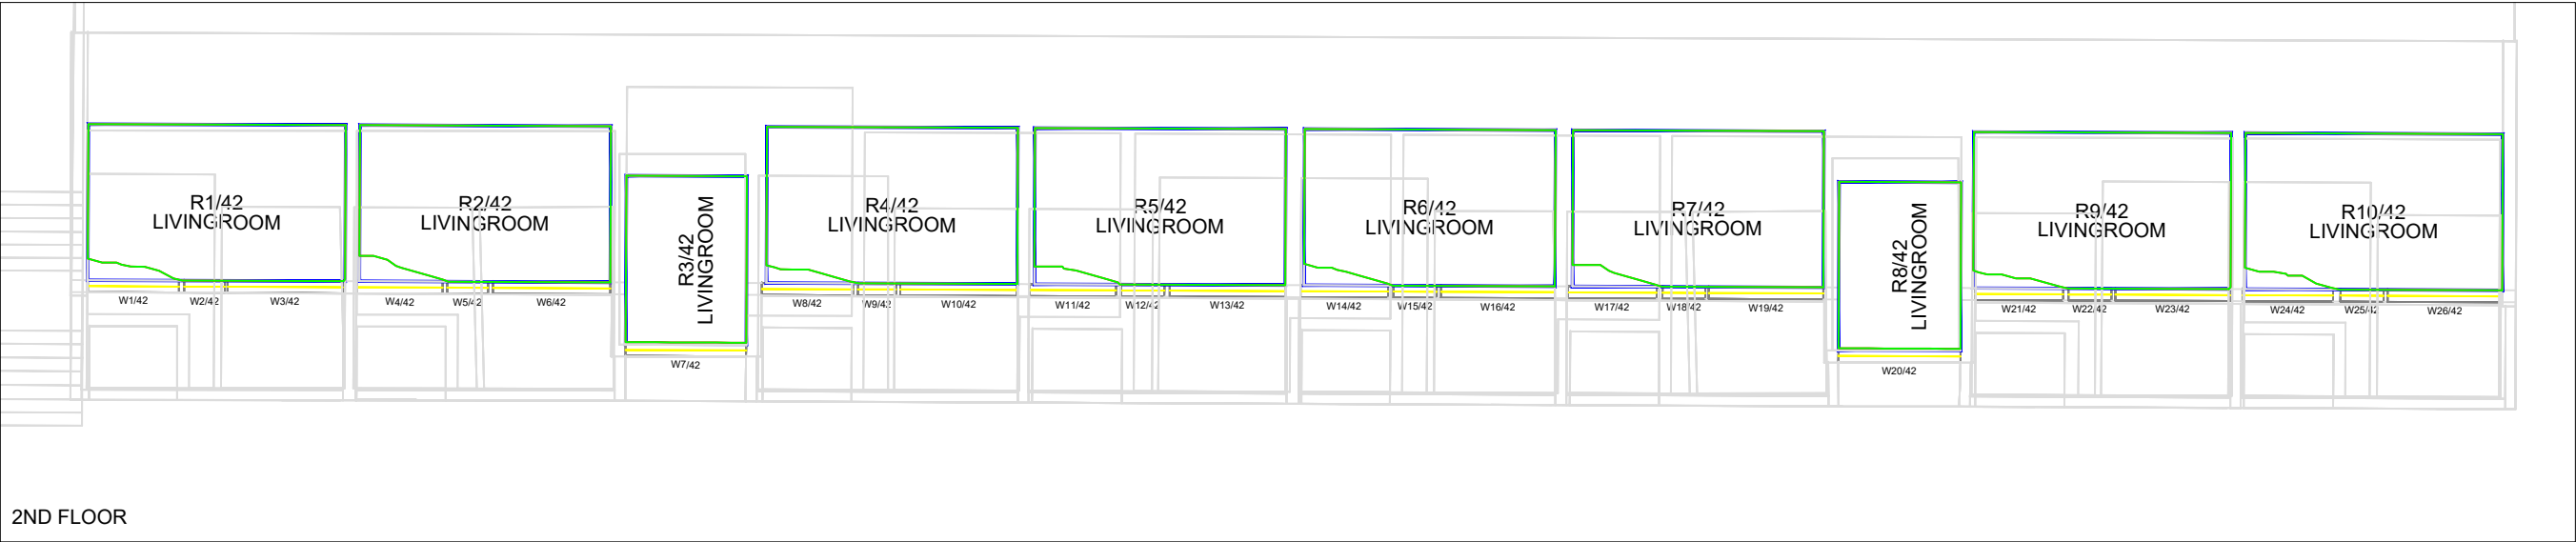 R1/42
LIVINGROOM
R2/42
LIVINGROOM
R3/42
LIVINGROOM
R4/42
LIVINGROOM
R5/42
LIVINGROOM
R6/42
LIVINGROOM
R7/42
LIVINGROOM
R8/42
LIVINGROOM
R9/42
LIVINGROOM
R10/42
LIVINGROOM
W1/42 W2/42 W3/42
W4/42 W5/42 W6/42
W7/42
W8/42 W9/42 W10/42
W11/42 W12/42 W13/42
W14/42 W15/42 W16/42
W17/42 W18/42 W19/42
W20/42
W21/42 W22/42 W23/42
W24/42 W25/42 W26/42
2ND FLOOR